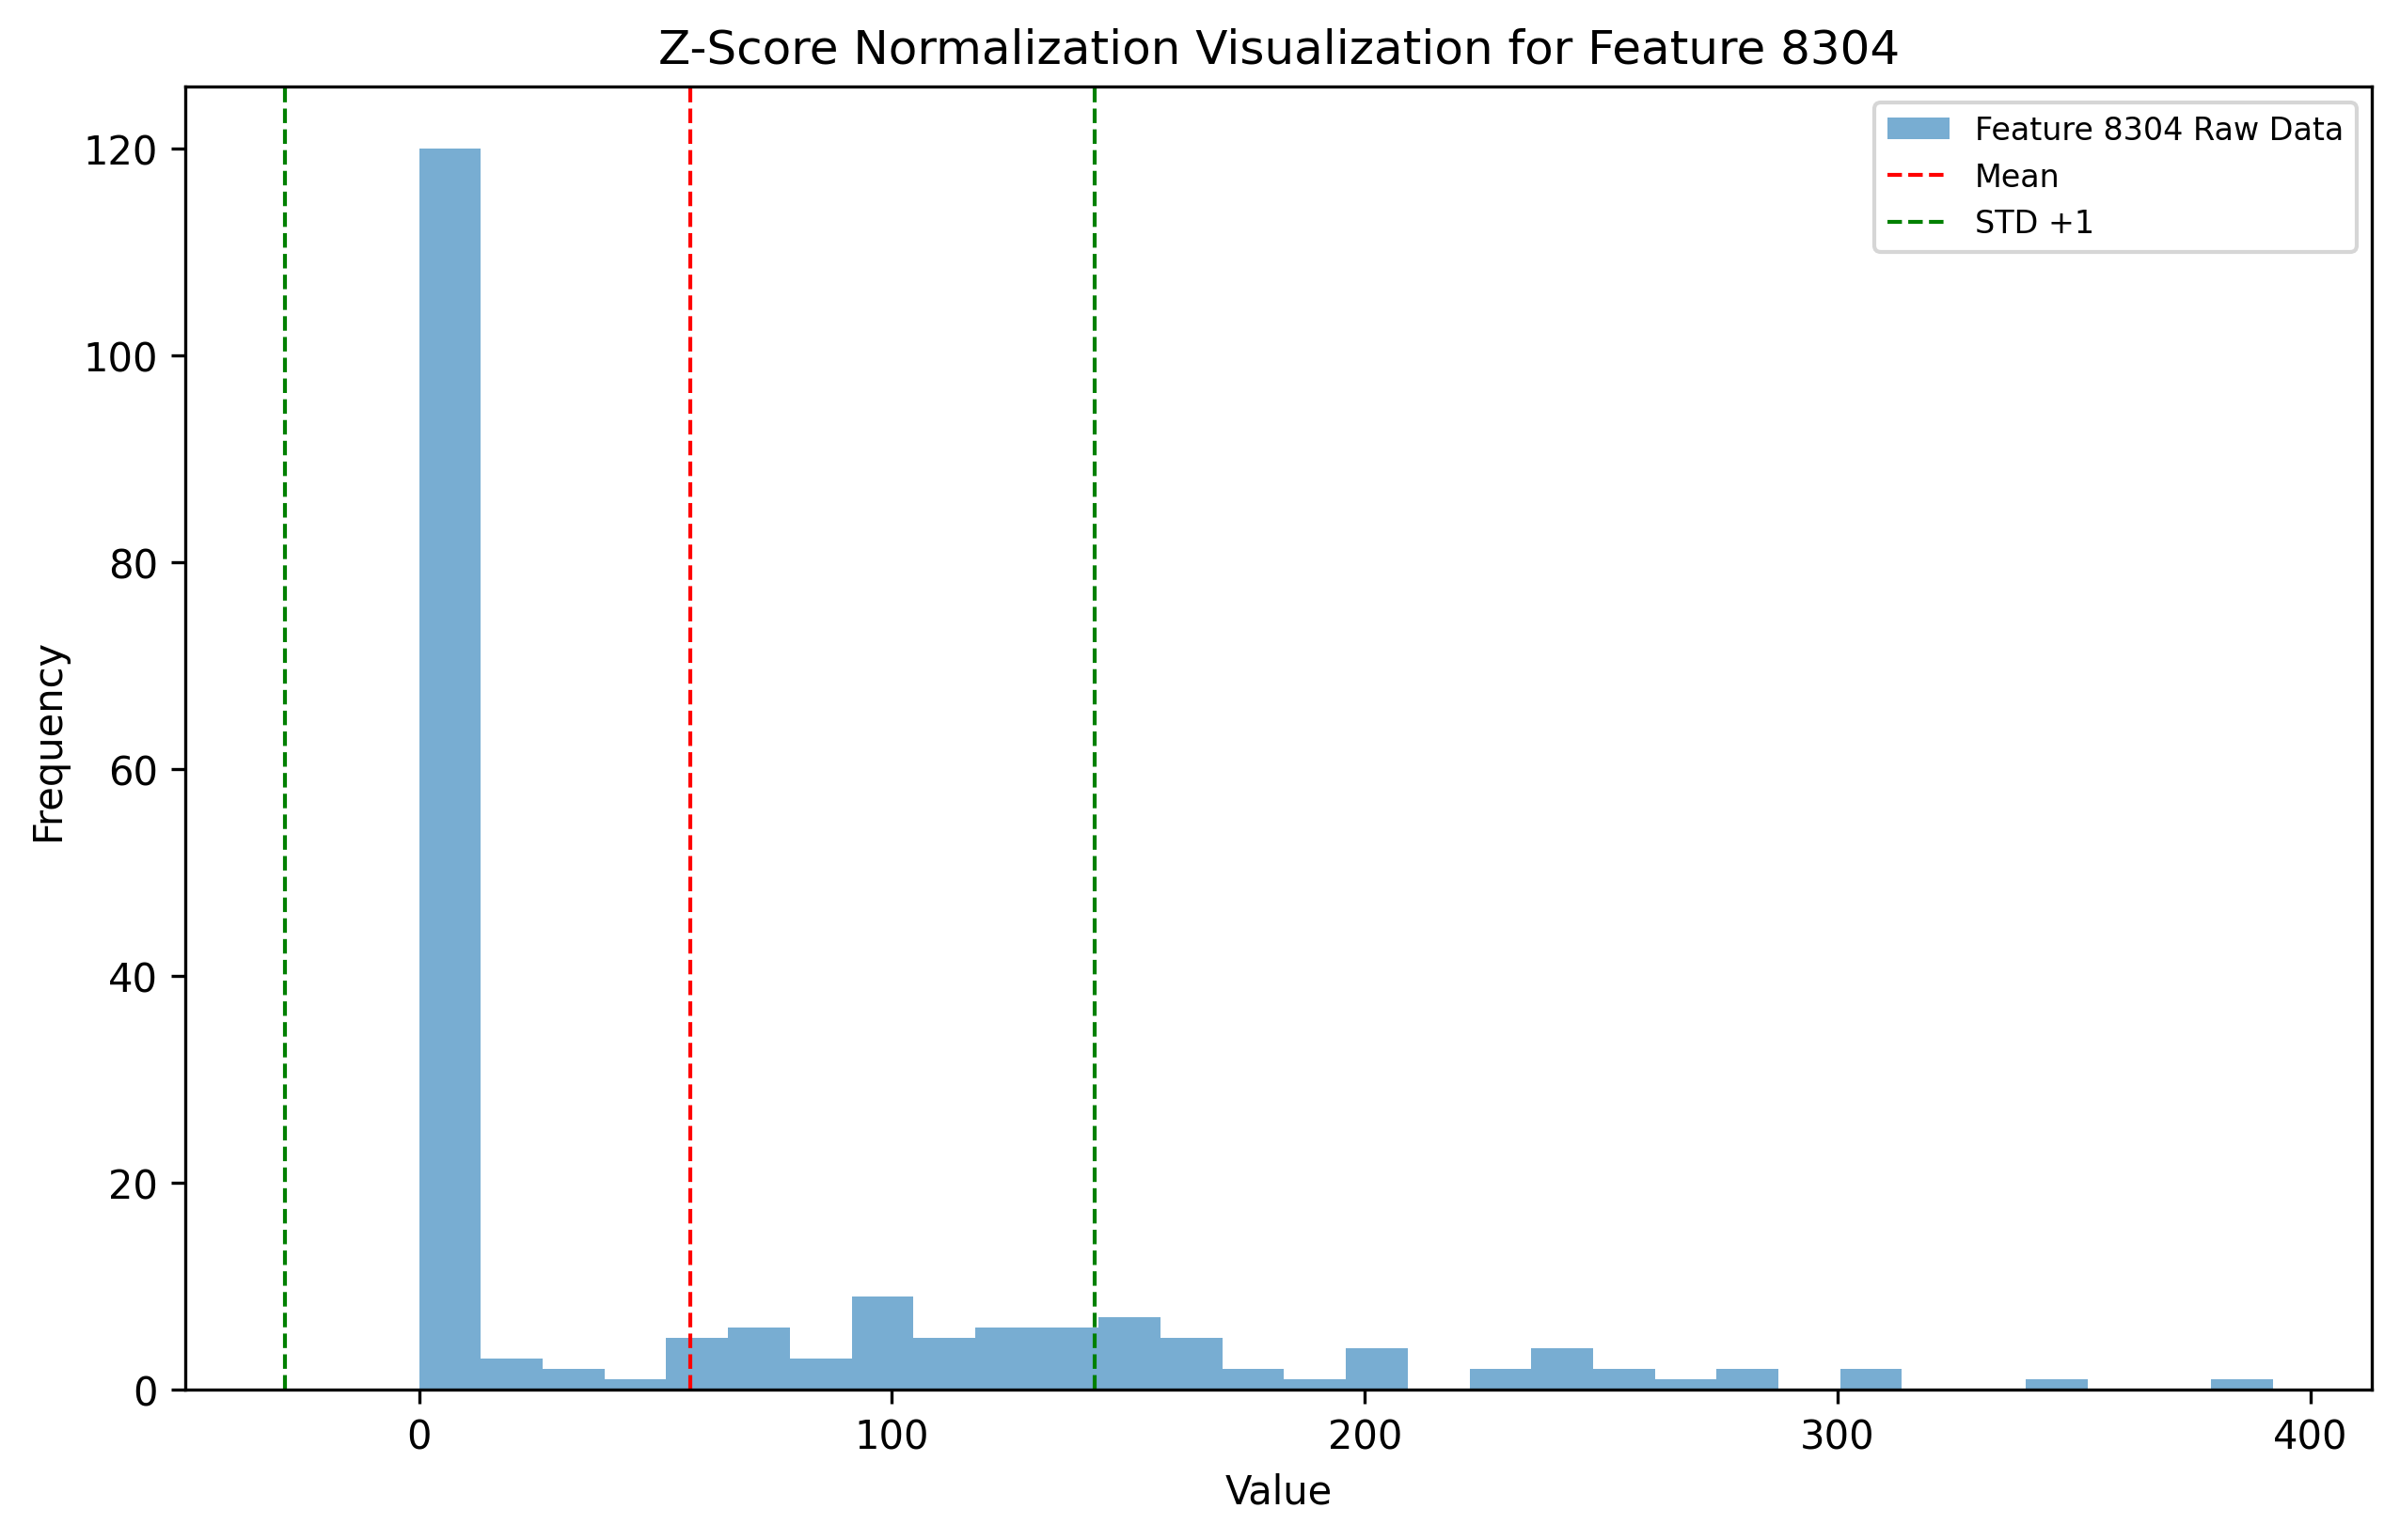 Z-Score Normalization Visualization for Feature 8304
Feature 8304 Raw Data
Mean
STD +1
120
100
80
60
40
20
0
Frequency
0 100 200 300 400
Value